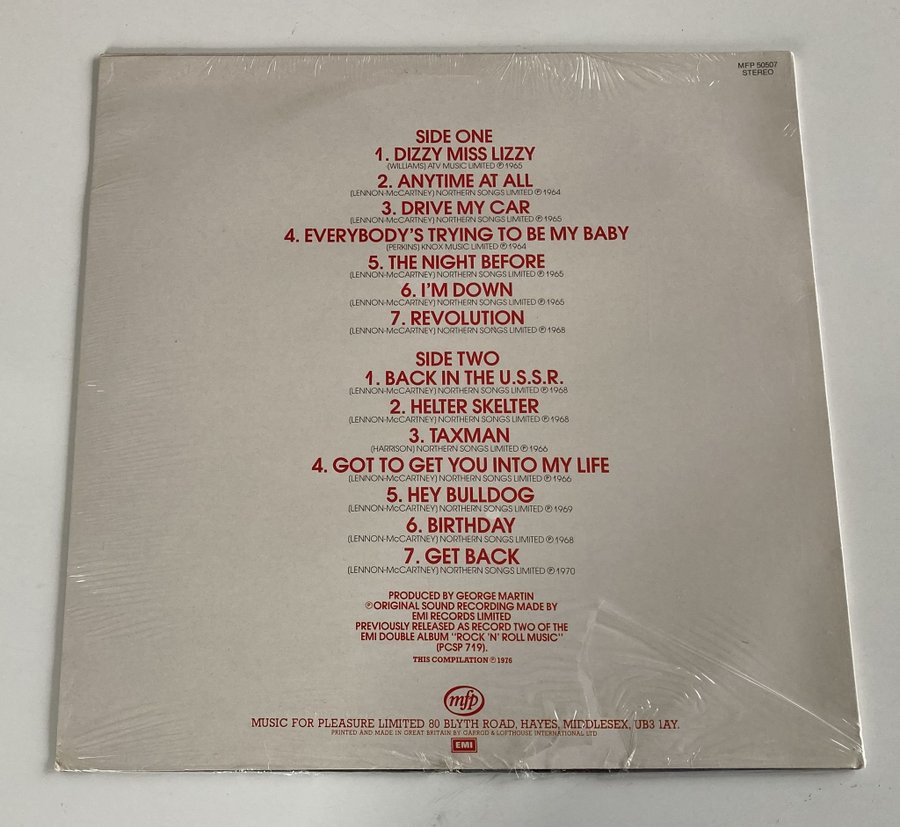 MFP 50507
STEREO
SIDE ONE
1. DIZZY MISS LIZZY
(WILLIAMS) ATV MUSIC LIMITED ℗ 1965
2. ANYTIME AT ALL
(LENNON-McCARTNEY) NORTHERN SONGS LIMITED ℗ 1964
3. DRIVE MY CAR
(LENNON-McCARTNEY) NORTHERN SONGS LIMITED ℗ 1965
4. EVERYBODY'S TRYING TO BE MY BABY
(PERKINS) KNOX MUSIC LIMITED ℗ 1964
5. THE NIGHT BEFORE
(LENNON-McCARTNEY) NORTHERN SONGS LIMITED ℗ 1965
6. I'M DOWN
(LENNON-McCARTNEY) NORTHERN SONGS LIMITED ℗ 1965
7. REVOLUTION
(LENNON-McCARTNEY) NORTHERN SONGS LIMITED ℗ 1968
SIDE TWO
1. BACK IN THE U.S.S.R.
(LENNON-McCARTNEY) NORTHERN SONGS LIMITED ℗ 1968
2. HELTER SKELTER
(LENNON-McCARTNEY) NORTHERN SONGS LIMITED ℗ 1968
3. TAXMAN
(HARRISON) NORTHERN SONGS LIMITED ℗ 1966
4. GOT TO GET YOU INTO MY LIFE
(LENNON-McCARTNEY) NORTHERN SONGS LIMITED ℗ 1966
5. HEY BULLDOG
(LENNON-McCARTNEY) NORTHERN SONGS LIMITED ℗ 1969
6. BIRTHDAY
(LENNON-McCARTNEY) NORTHERN SONGS LIMITED ℗ 1968
7. GET BACK
(LENNON-McCARTNEY) NORTHERN SONGS LIMITED ℗ 1970
PRODUCED BY GEORGE MARTIN
℗ ORIGINAL SOUND RECORDING MADE BY
EMI RECORDS LIMITED
PREVIOUSLY RELEASED AS RECORD TWO OF THE
EMI DOUBLE ALBUM "ROCK 'N' ROLL MUSIC"
(PCSP 719).
THIS COMPILATION ℗ 1976
mfp
MUSIC FOR PLEASURE LIMITED 80 BLYTH ROAD, HAYES, MIDDLESEX, UB3 1AY.
PRINTED AND MADE IN GREAT BRITAIN BY GARROD & LOFTHOUSE INTERNATIONAL LTD
EMI